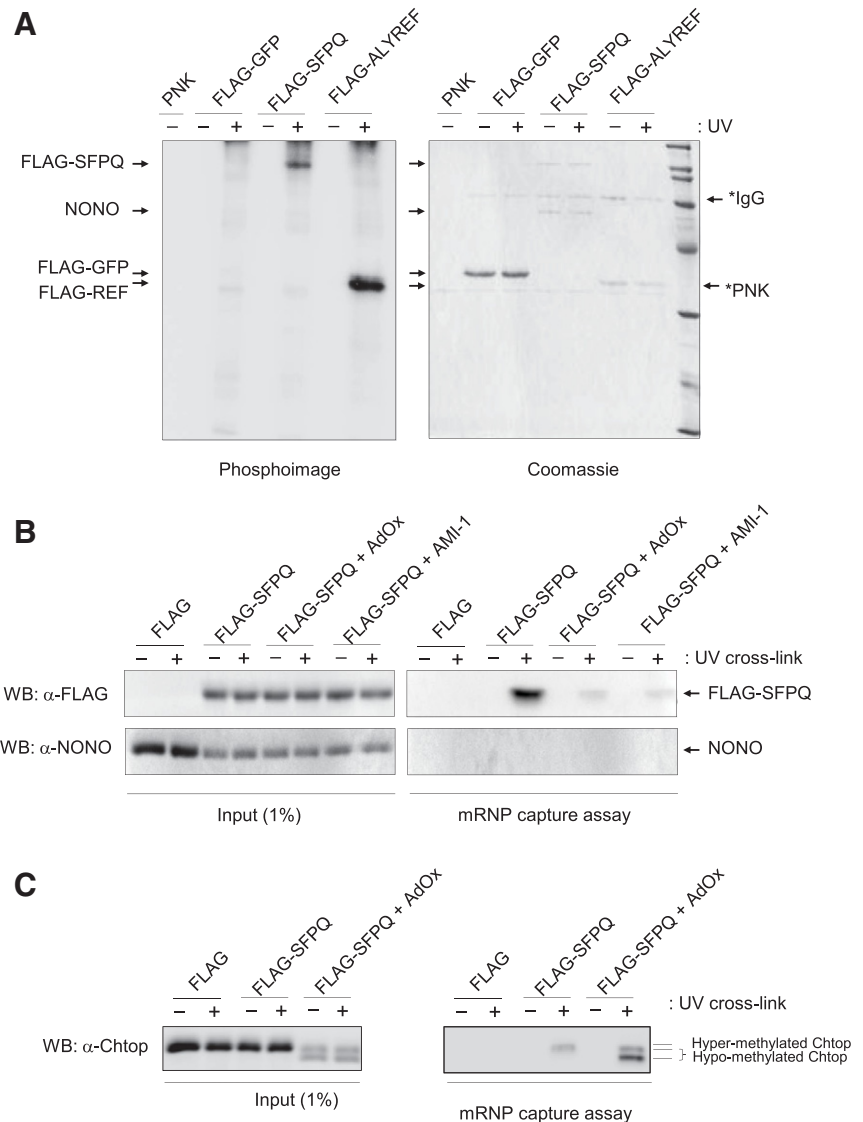 A
PNK
FLAG-GFP
FLAG-SFPQ
FLAG-ALYREF
PNK
FLAG-GFP
FLAG-SFPQ
FLAG-ALYREF
– – + – + – + – – + – + – + : UV
FLAG-SFPQ
NONO
FLAG-GFP
FLAG-REF
*IgG
*PNK
Phosphoimage
Coomassie
B
FLAG
FLAG-SFPQ
FLAG-SFPQ + AdOx
FLAG-SFPQ + AMI-1
FLAG
FLAG-SFPQ
FLAG-SFPQ + AdOx
FLAG-SFPQ + AMI-1
– + – + – + – + – + – + – + – + : UV cross-link
WB: α-FLAG
FLAG-SFPQ
WB: α-NONO
NONO
Input (1%)
mRNP capture assay
C
FLAG
FLAG-SFPQ
FLAG-SFPQ + AdOx
FLAG
FLAG-SFPQ
FLAG-SFPQ + AdOx
– + – + – + – + – + – + : UV cross-link
WB: α-Chtop
Hyper-methylated Chtop
Hypo-methylated Chtop
Input (1%)
mRNP capture assay